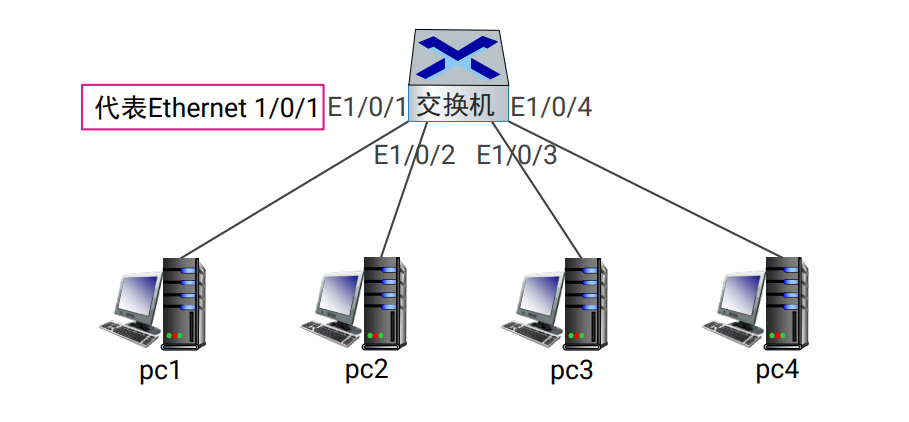 代表Ethernet 1/0/1
E1/0/1
交换机
E1/0/4
E1/0/2
E1/0/3
pc1
pc2
pc3
pc4